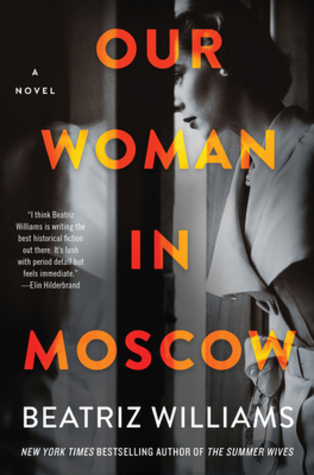 OUR
A
NOVEL
WOMAN
"I think Beatriz
Williams is writing the
best historical fiction
out there. It's lush
with period detail but
feels immediate."
—Elin Hilderbrand
IN
MOSCOW
BEATRIZ WILLIAMS
NEW YORK TIMES BESTSELLING AUTHOR OF THE SUMMER WIVES